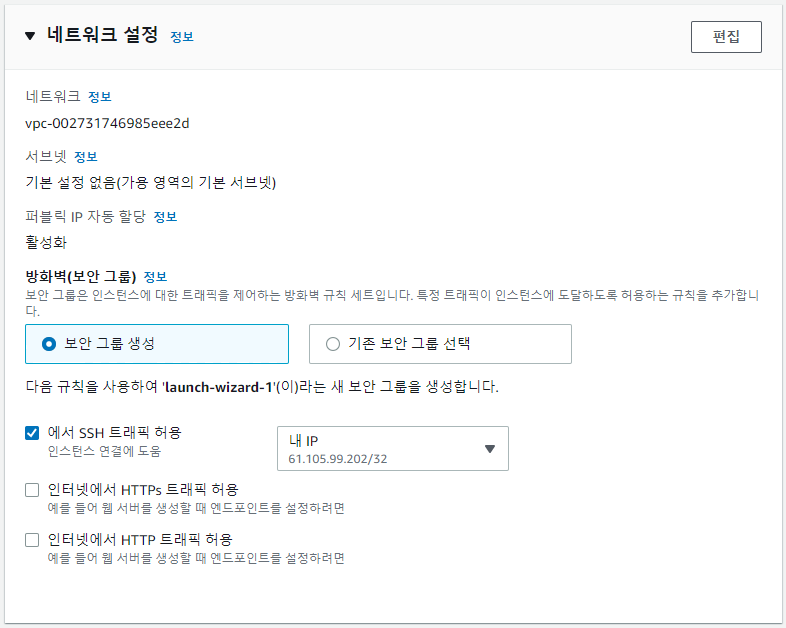 네트워크 설정 정보
편집
네트워크 정보
vpc-002731746985eee2d
서브넷 정보
기본 설정 없음(가용 영역의 기본 서브넷)
퍼블릭 IP 자동 할당 정보
활성화
방화벽(보안 그룹) 정보
보안 그룹은 인스턴스에 대한 트래픽을 제어하는 방화벽 규칙 세트입니다. 특정 트래픽이 인스턴스에 도달하도록 허용하는 규칙을 추가합니
다.
보안 그룹 생성
기존 보안 그룹 선택
다음 규칙을 사용하여 'launch-wizard-1'(이)라는 새 보안 그룹을 생성합니다.
에서 SSH 트래픽 허용
인스턴스 연결에 도움
내 IP
61.105.99.202/32
인터넷에서 HTTPs 트래픽 허용
예를 들어 웹 서버를 생성할 때 엔드포인트를 설정하려면
인터넷에서 HTTP 트래픽 허용
예를 들어 웹 서버를 생성할 때 엔드포인트를 설정하려면